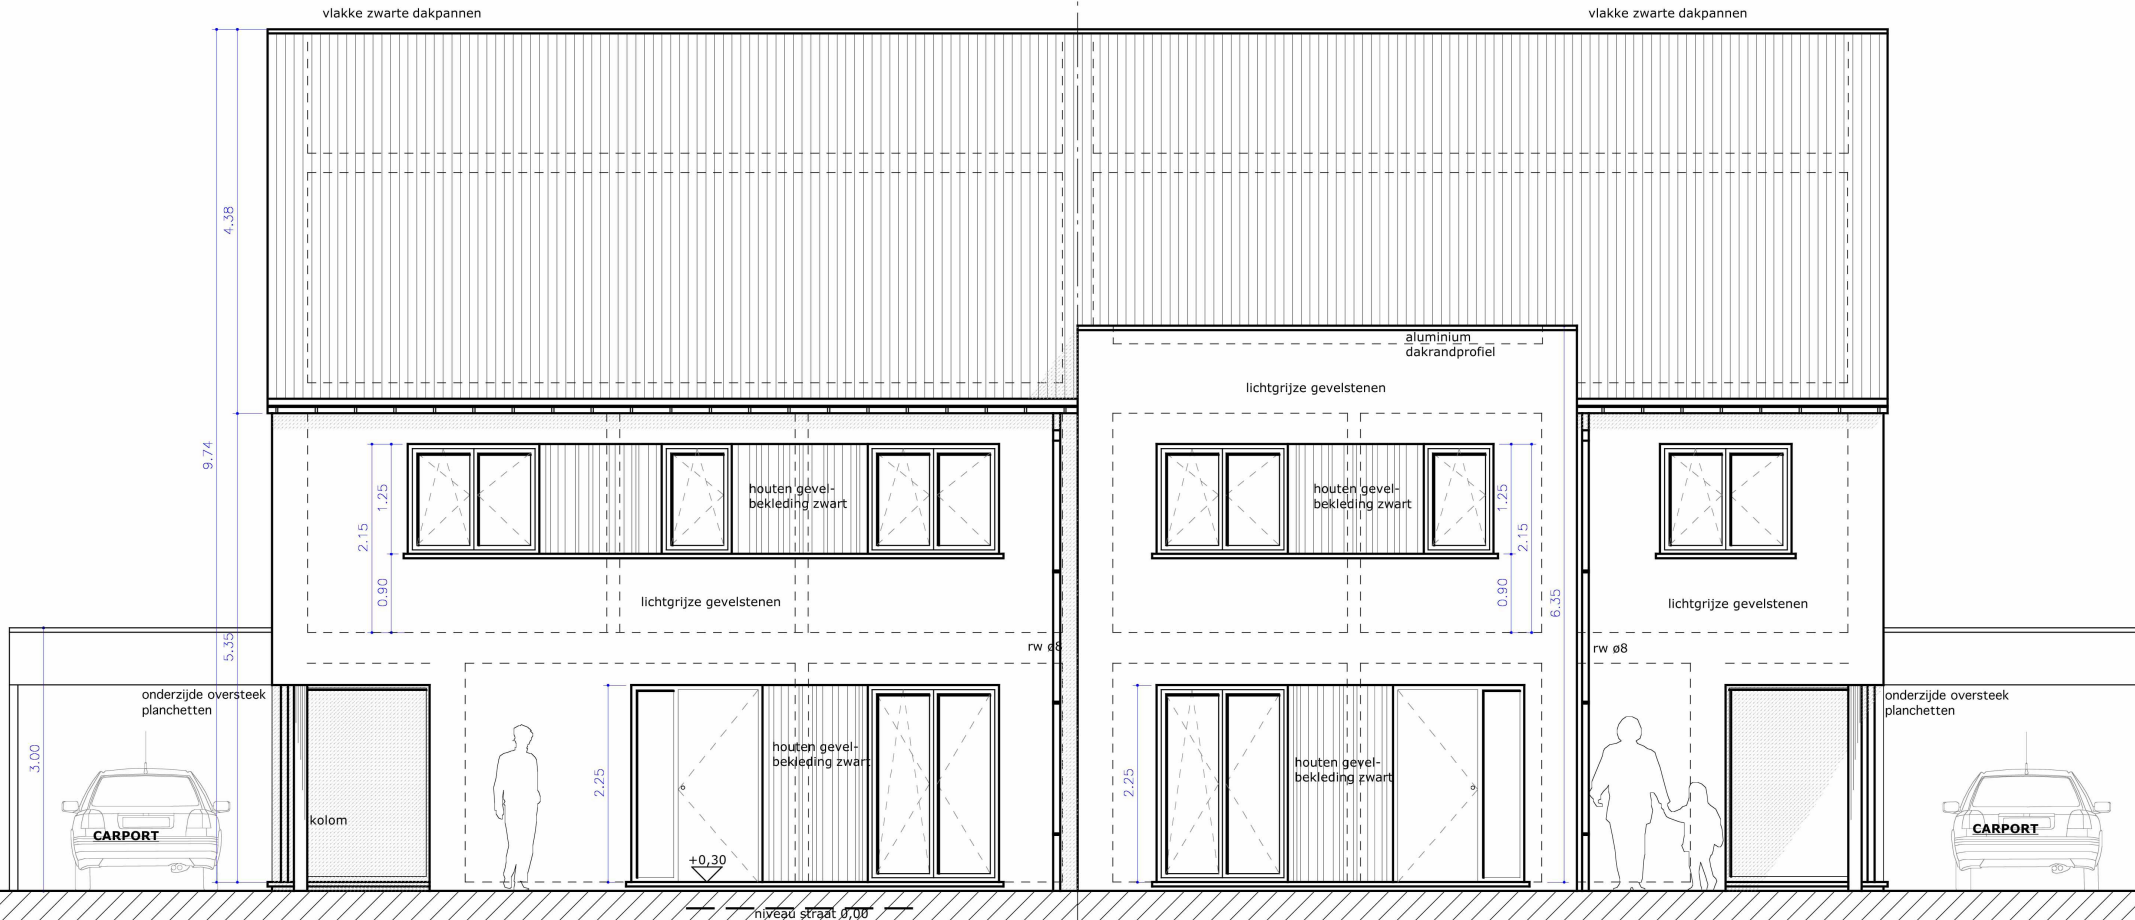 vlakke zwarte dakpannen
vlakke zwarte dakpannen
4.38
aluminium
dakrandprofiel
lichtgrijze gevelstenen
9.74
1.25
2.15
0.90
houten gevel-
bekleding zwart
houten gevel-
bekleding zwart
1.25
2.15
0.90
6.35
lichtgrijze gevelstenen
lichtgrijze gevelstenen
5.35
rw ø8
rw ø8
onderzijde oversteek
planchetten
onderzijde oversteek
planchetten
3.00
2.25
houten gevel-
bekleding zwart
2.25
houten gevel-
bekleding zwart
kolom
CARPORT
CARPORT
+0,30
niveau straat 0,00